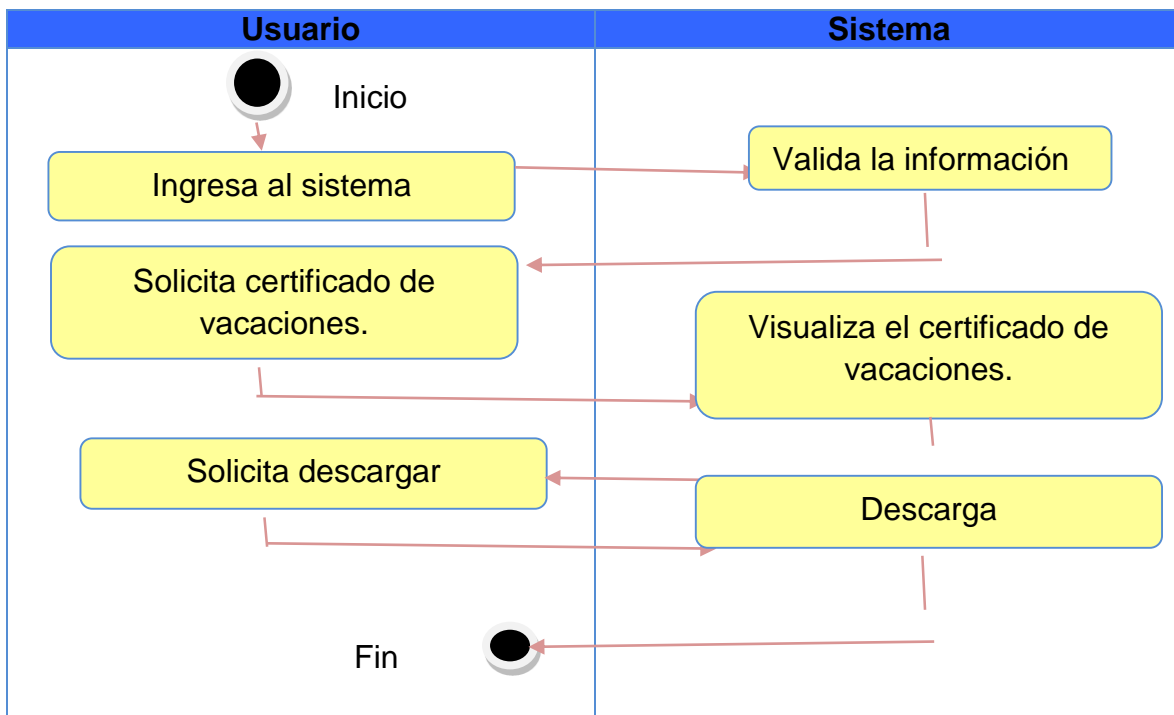 Usuario
Sistema
Inicio
Ingresa al sistema
Valida la información
Solicita certificado de
vacaciones.
Visualiza el certificado de
vacaciones.
Solicita descargar
Descarga
Fin